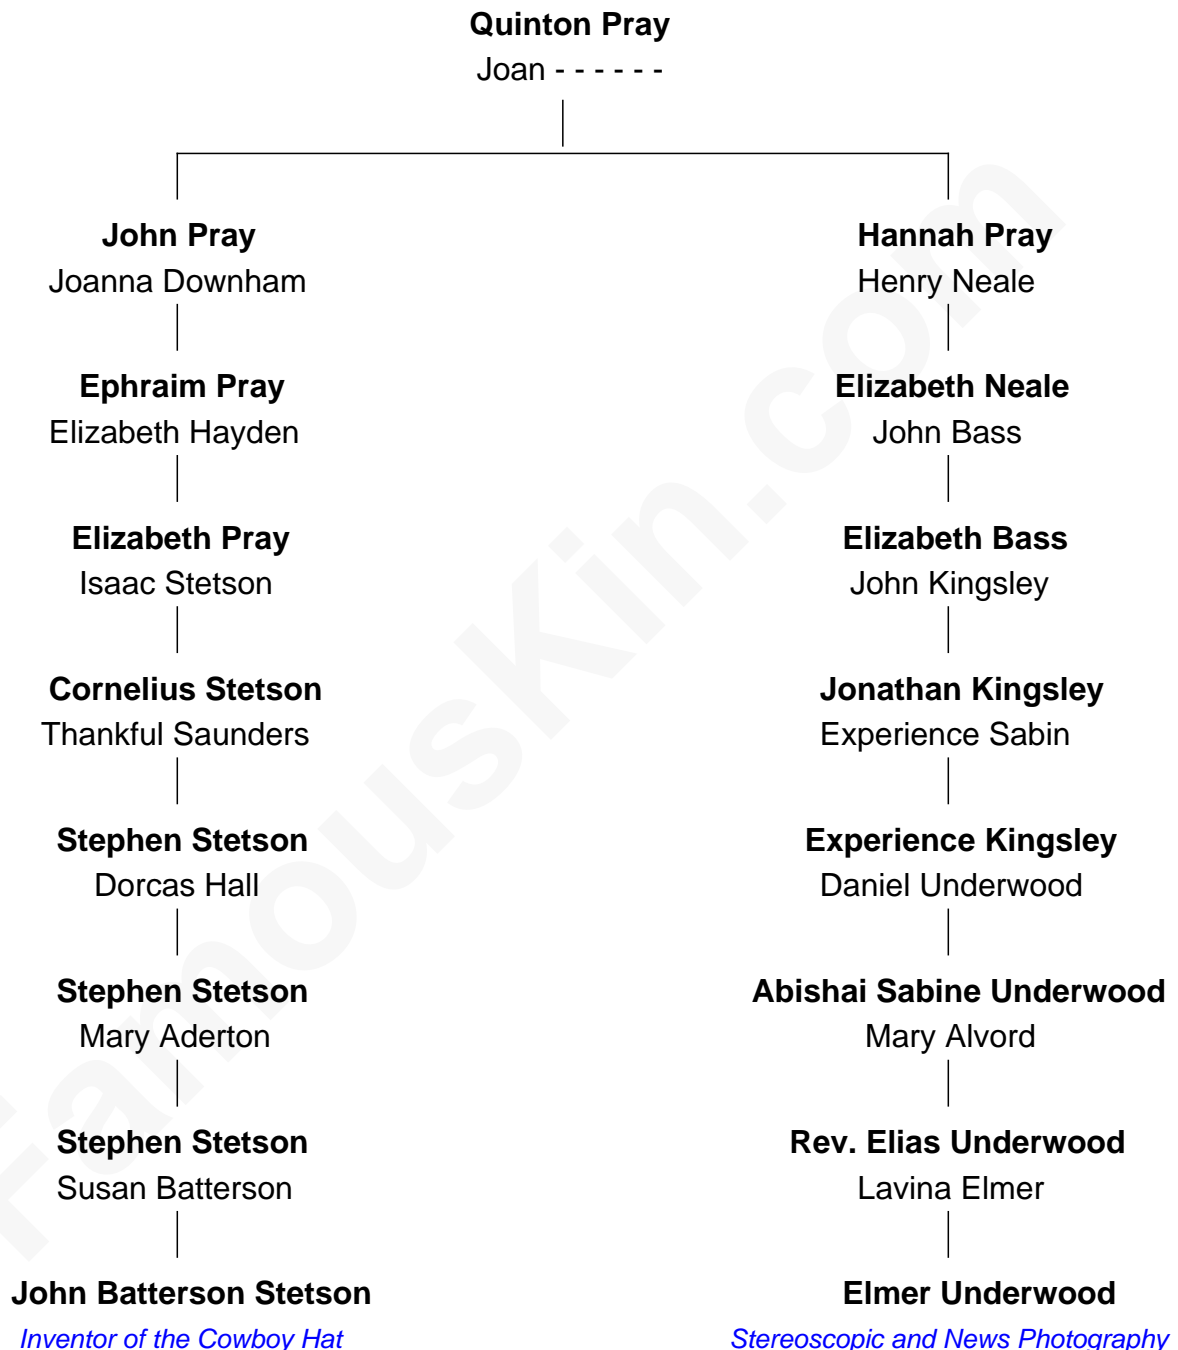 Quinton Pray
Joan - - - - - -
John Pray
Joanna Downham
Hannah Pray
Henry Neale
Ephraim Pray
Elizabeth Hayden
Elizabeth Neale
John Bass
Elizabeth Pray
Isaac Stetson
Elizabeth Bass
John Kingsley
Cornelius Stetson
Thankful Saunders
Jonathan Kingsley
Experience Sabin
Stephen Stetson
Dorcas Hall
Experience Kingsley
Daniel Underwood
Stephen Stetson
Mary Aderton
Abishai Sabine Underwood
Mary Alvord
Stephen Stetson
Susan Batterson
Rev. Elias Underwood
Lavina Elmer
John Batterson Stetson
Inventor of the Cowboy Hat
Elmer Underwood
Stereoscopic and News Photography
FamousKin.com